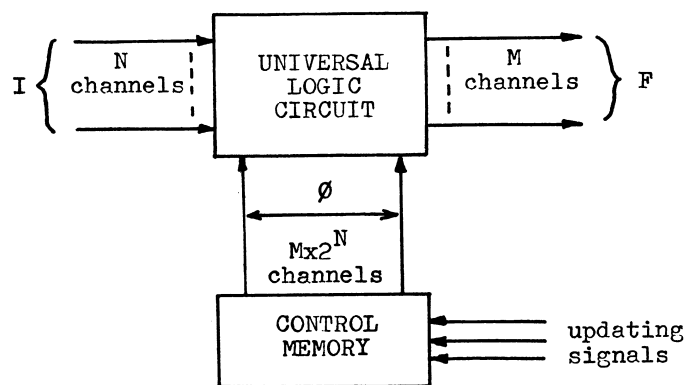 I
N
channels
UNIVERSAL
LOGIC
CIRCUIT
M
channels
F
Ø
Mx2^N
channels
CONTROL
MEMORY
updating
signals